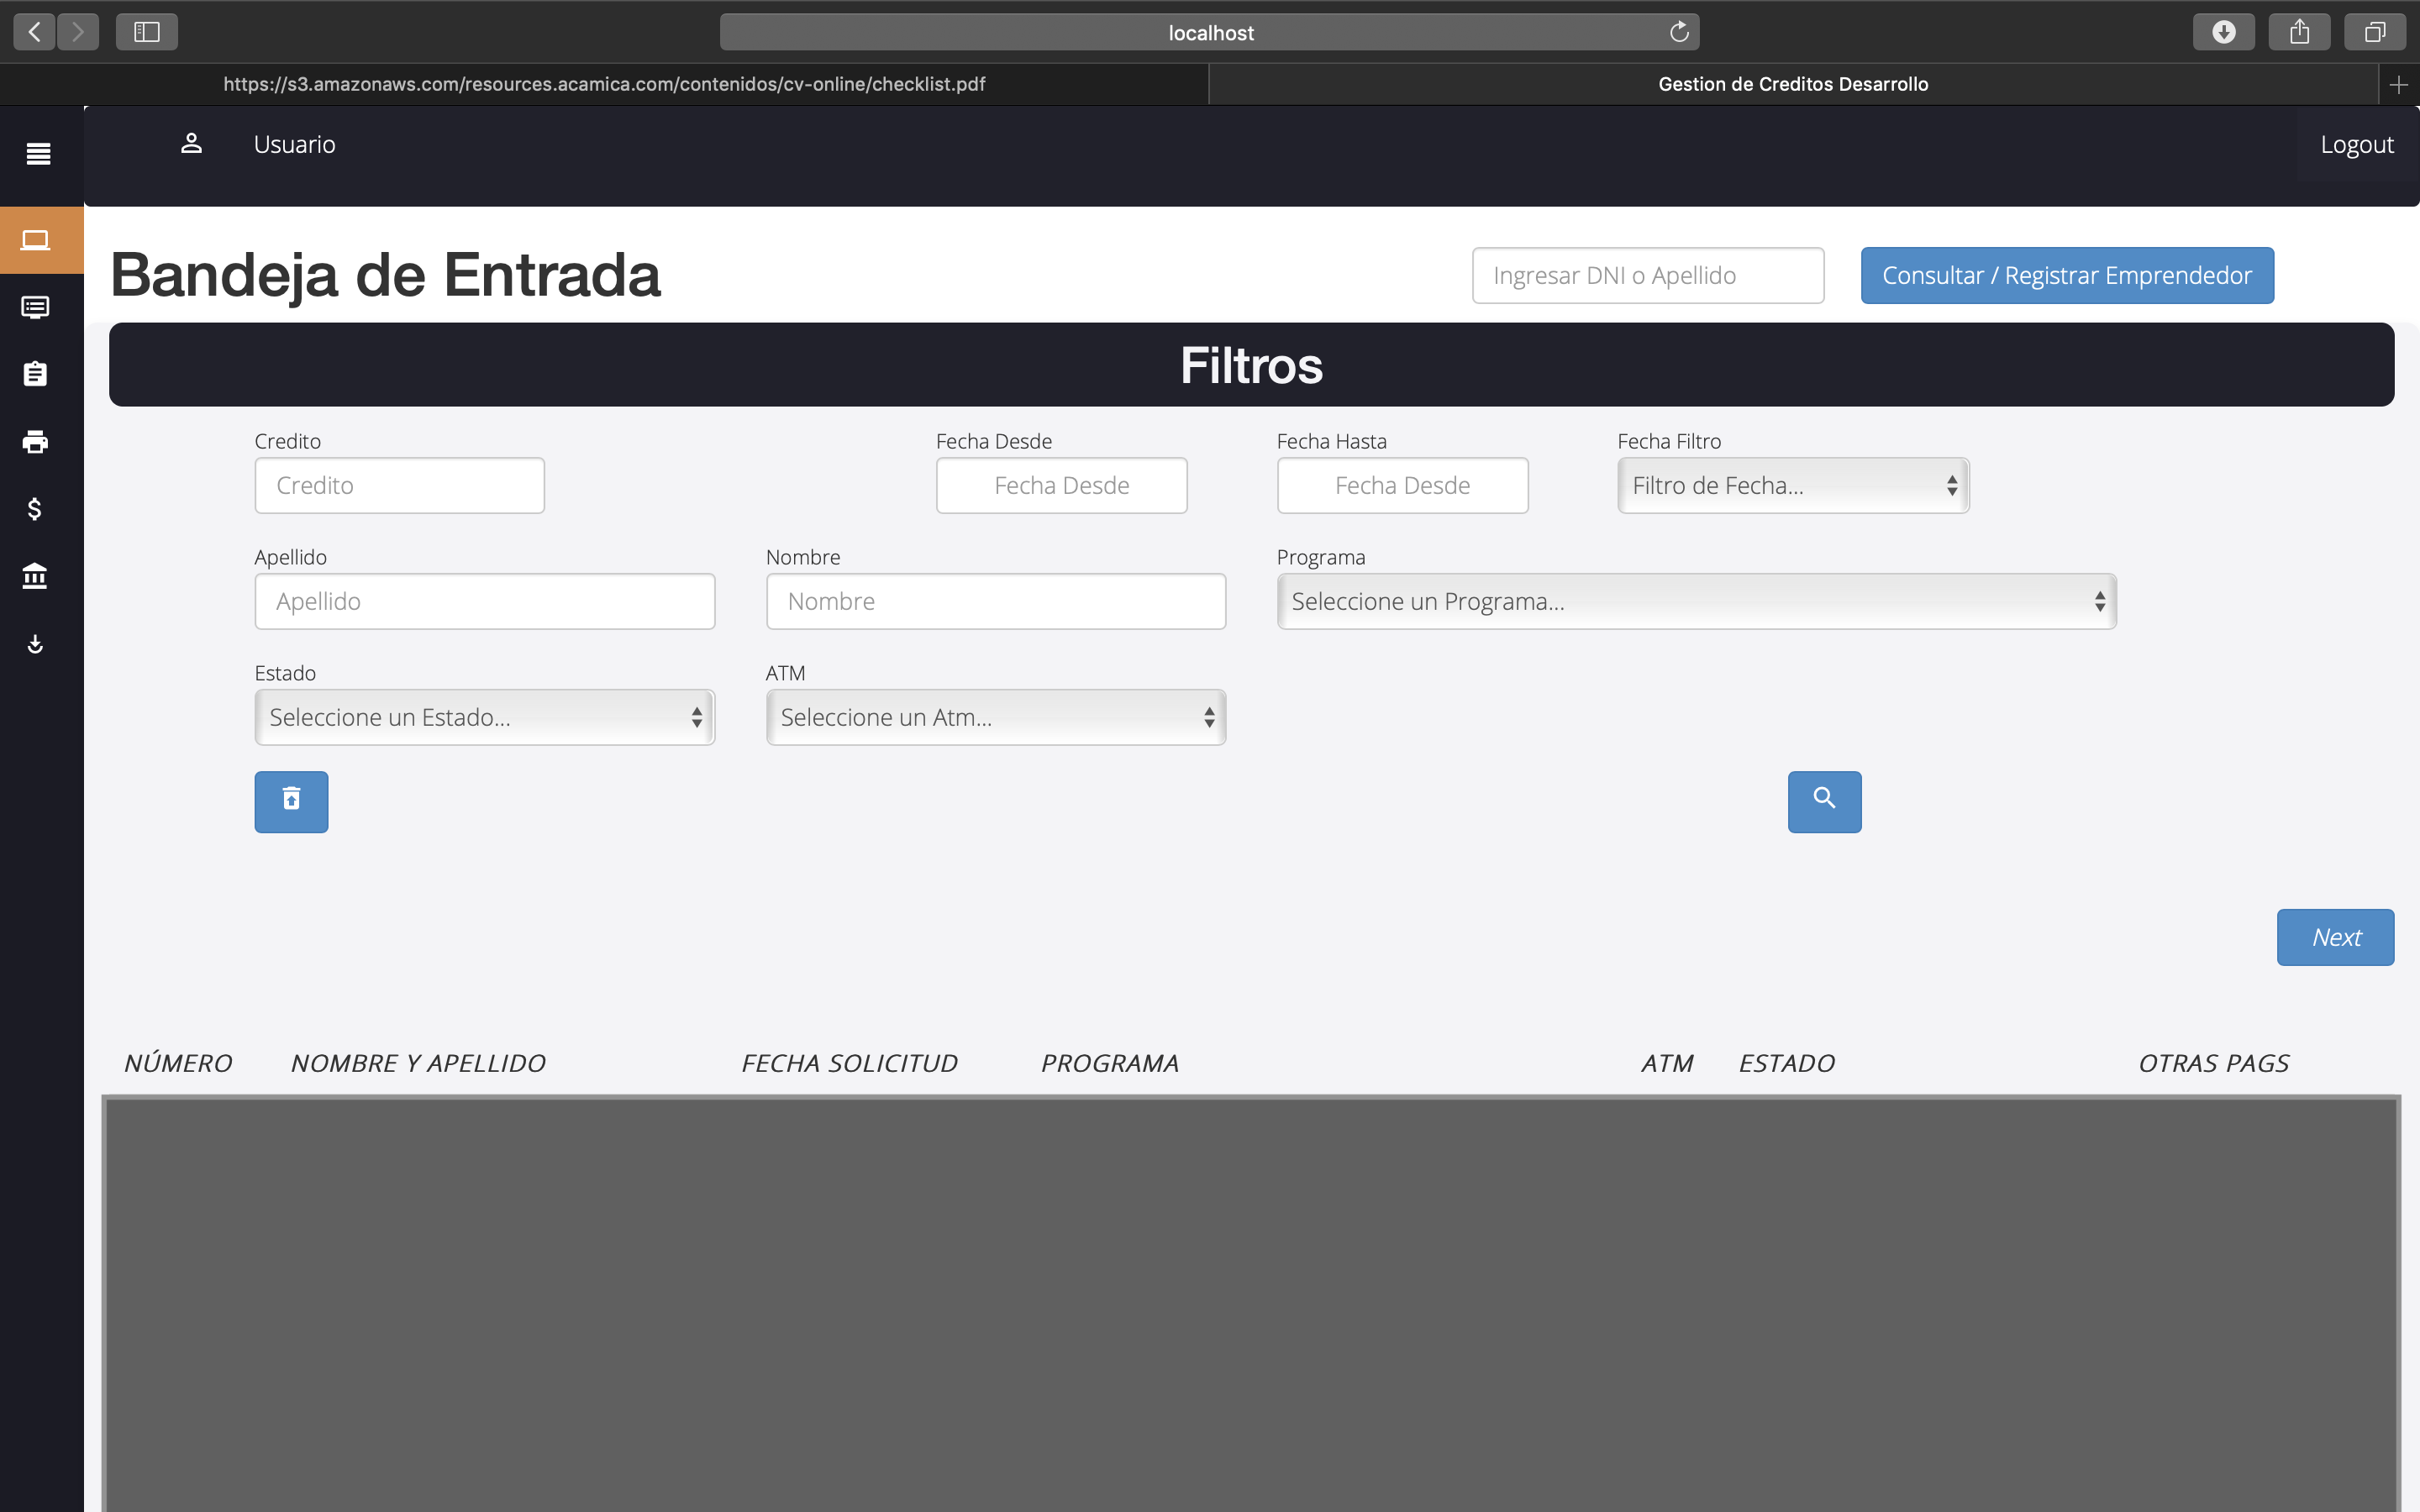 localhost
https://s3.amazonaws.com/resources.acamica.com/contenidos/cv-online/checklist.pdf
Gestion de Creditos Desarrollo
Usuario
Logout
Bandeja de Entrada
Ingresar DNI o Apellido
Consultar / Registrar Emprendedor
Filtros
Credito
Fecha Desde
Fecha Hasta
Fecha Filtro
Credito
Fecha Desde
Fecha Desde
Filtro de Fecha...
Apellido
Nombre
Programa
Apellido
Nombre
Seleccione un Programa...
Estado
ATM
Seleccione un Estado...
Seleccione un Atm...
Next
NÚMERO
NOMBRE Y APELLIDO
FECHA SOLICITUD
PROGRAMA
ATM
ESTADO
OTRAS PAGS